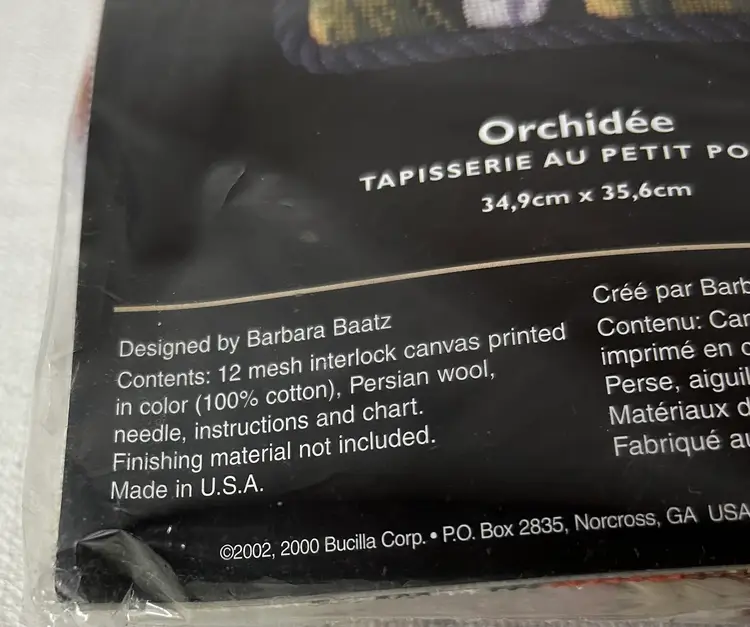 Orchidée
TAPISSERIE AU PETIT PO
34,9cm x 35,6cm
Designed by Barbara Baatz
Contents: 12 mesh interlock canvas printed
in color (100% cotton), Persian wool,
needle, instructions and chart.
Finishing material not included.
Made in U.S.A.
Créé par Barb
Contenu: Can
imprimé en c
Perse, aiguil
Matériaux d
Fabriqué au
©2002, 2000 Bucilla Corp. • P.O. Box 2835, Norcross, GA USA